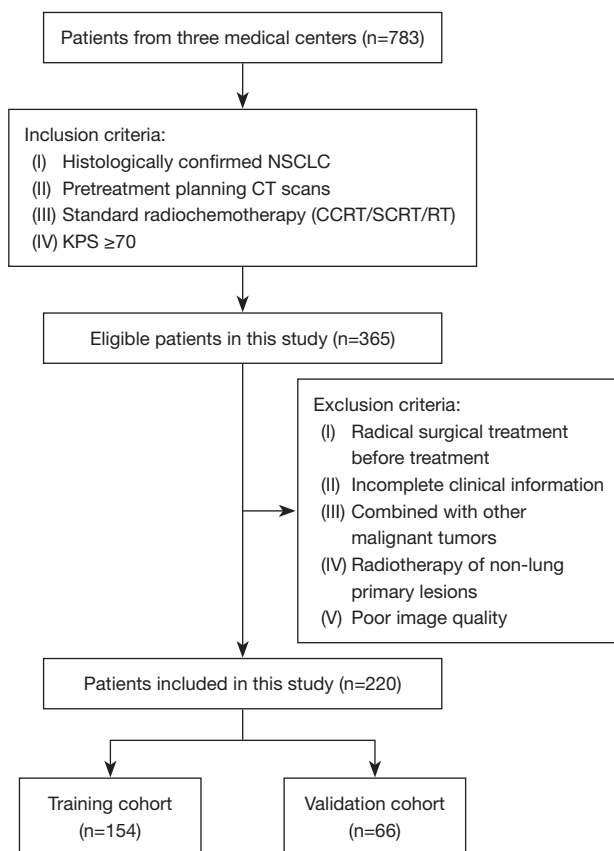 Patients from three medical centers (n=783)
Inclusion criteria:
(I) Histologically confirmed NSCLC
(II) Pretreatment planning CT scans
(III) Standard radiochemotherapy (CCRT/SCRT/RT)
(IV) KPS ≥70
Eligible patients in this study (n=365)
Exclusion criteria:
(I) Radical surgical treatment
before treatment
(II) Incomplete clinical information
(III) Combined with other
malignant tumors
(IV) Radiotherapy of non-lung
primary lesions
(V) Poor image quality
Patients included in this study (n=220)
Training cohort
(n=154)
Validation cohort
(n=66)